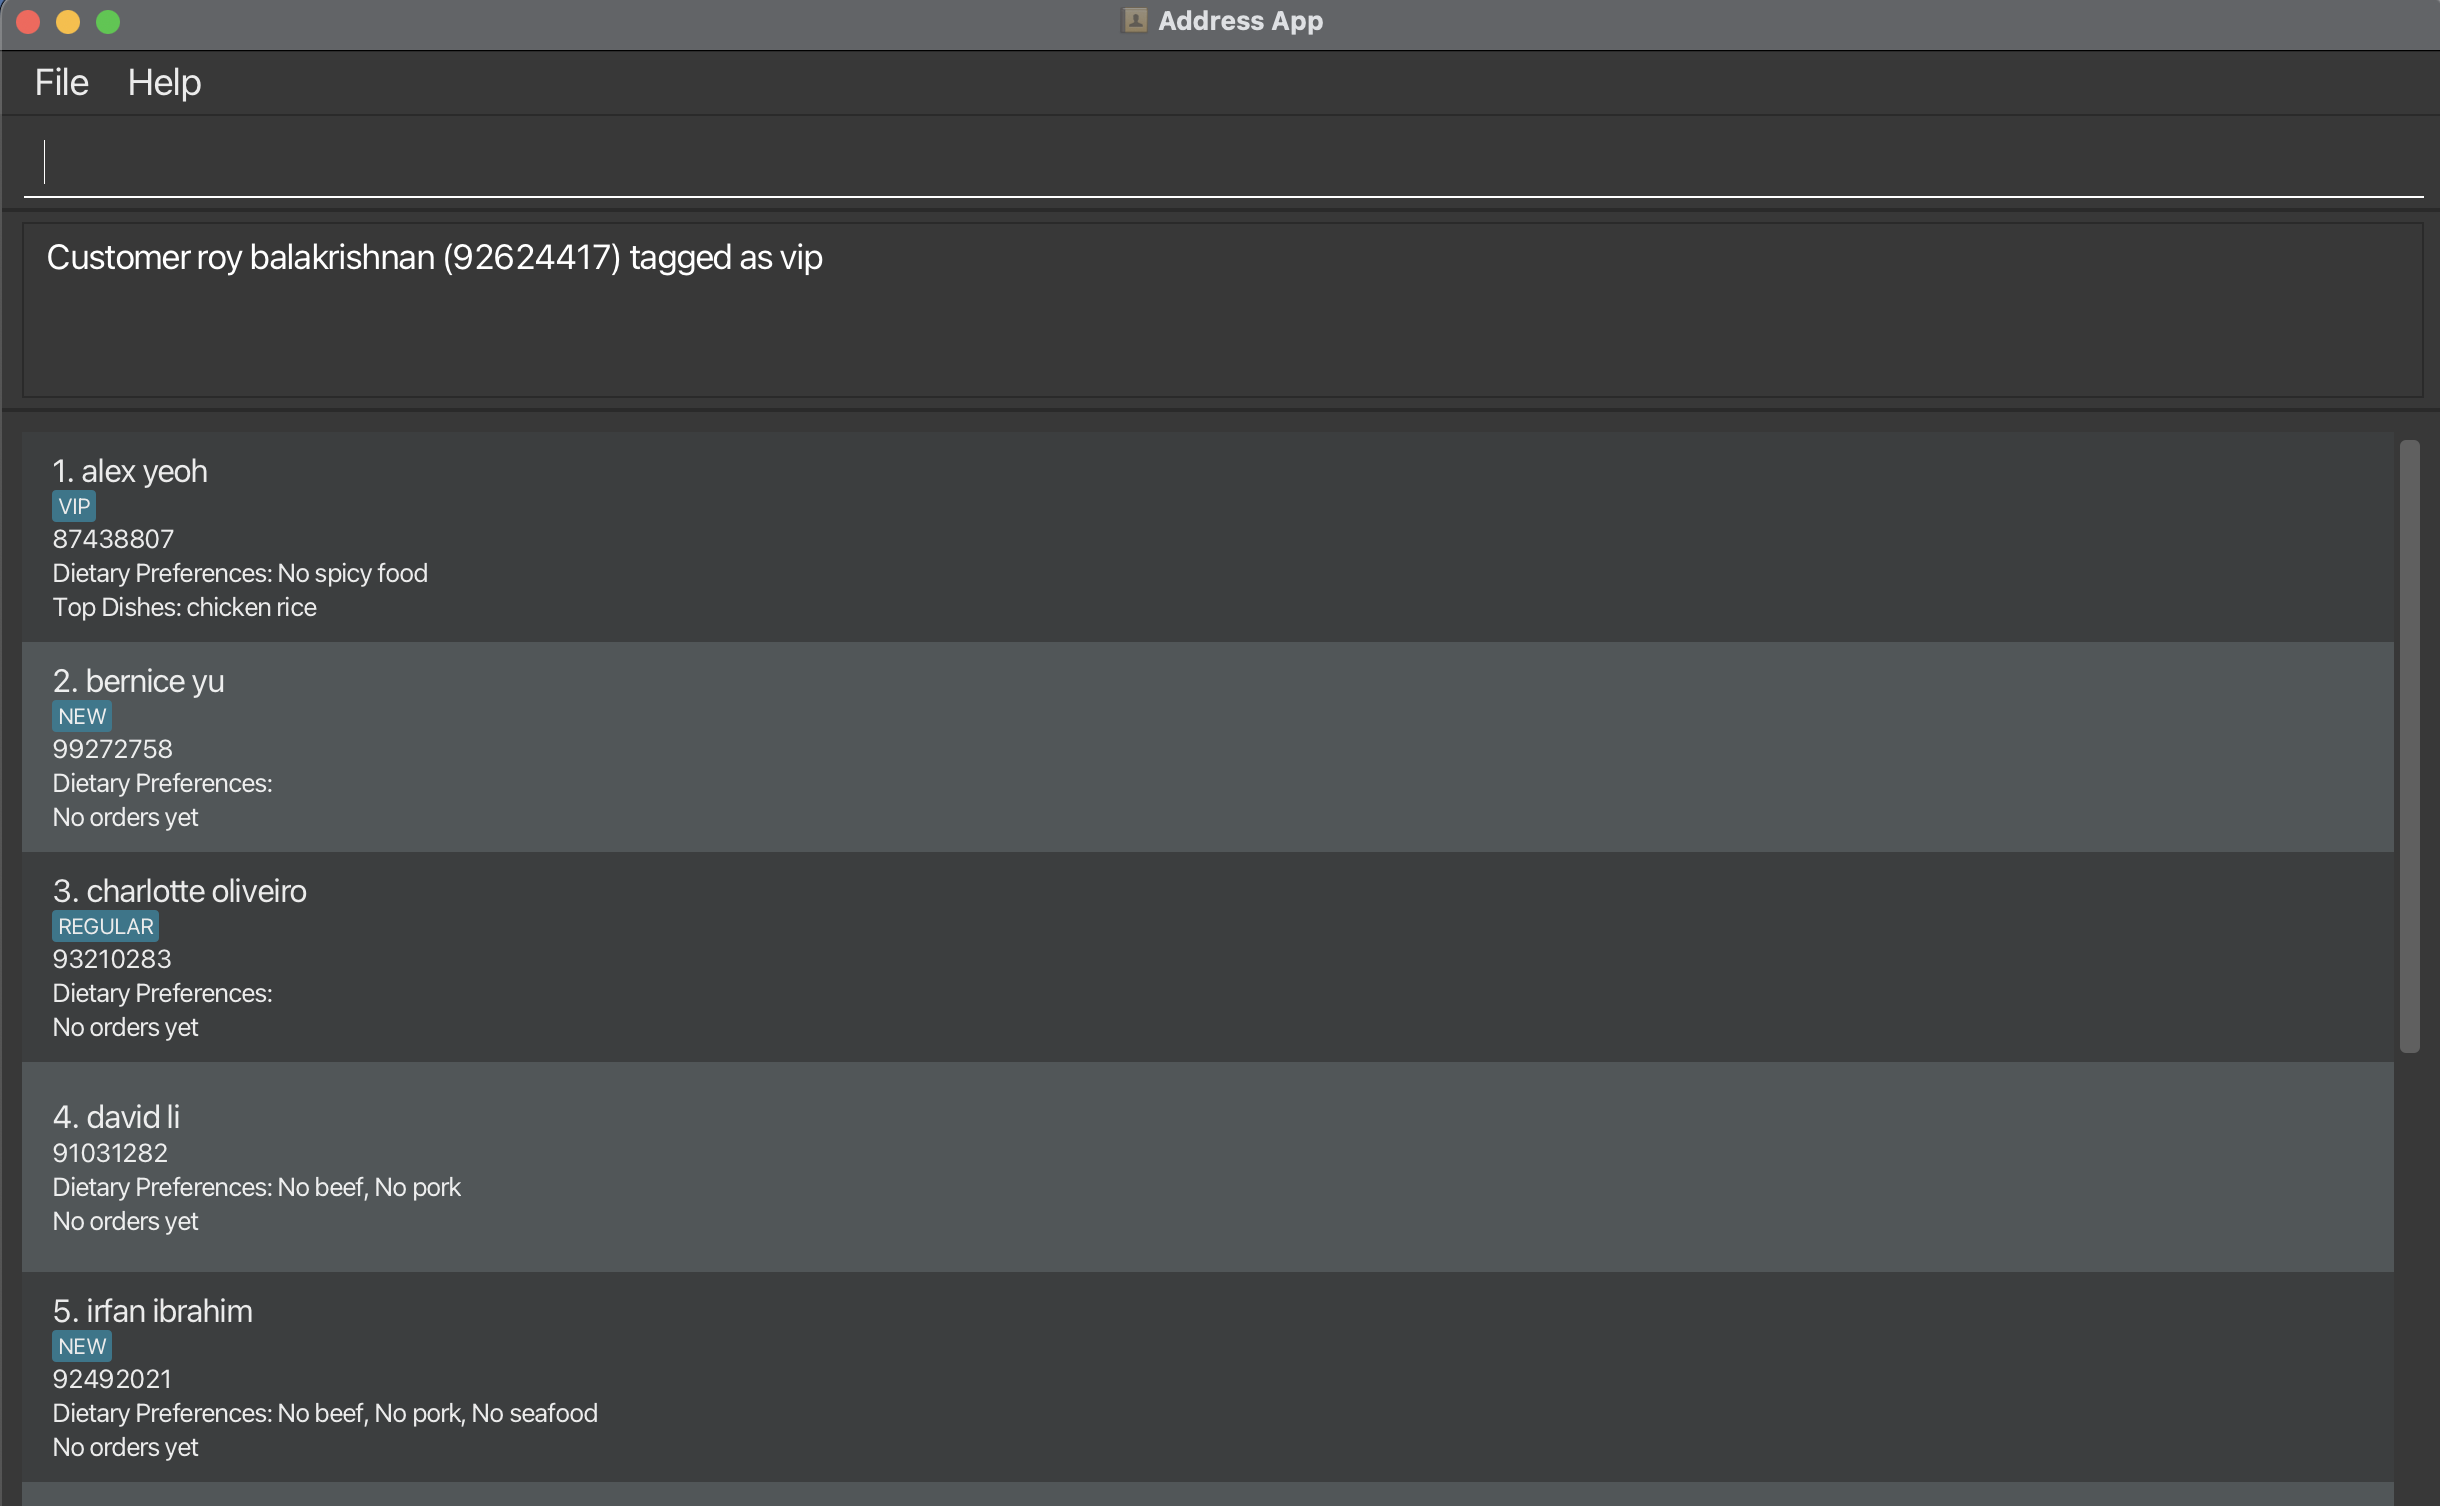 Address App
File Help
Customer roy balakrishnan (92624417) tagged as vip
1. alex yeoh
VIP
87438807
Dietary Preferences: No spicy food
Top Dishes: chicken rice
2. bernice yu
NEW
99272758
Dietary Preferences:
No orders yet
3. charlotte oliveiro
REGULAR
93210283
Dietary Preferences:
No orders yet
4. david li
91031282
Dietary Preferences: No beef, No pork
No orders yet
5. irfan ibrahim
NEW
92492021
Dietary Preferences: No beef, No pork, No seafood
No orders yet